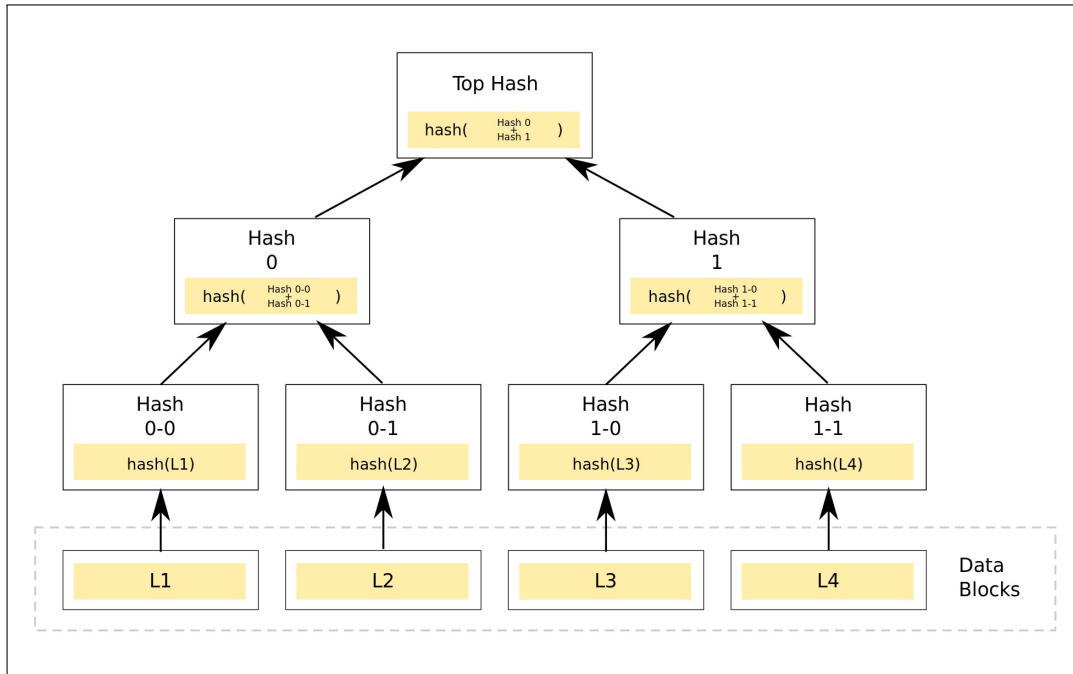 Top Hash
hash( Hash 0 + Hash 1 )
Hash
0
hash( Hash 0-0 + Hash 0-1 )
Hash
1
hash( Hash 1-0 + Hash 1-1 )
Hash
0-0
hash(L1)
Hash
0-1
hash(L2)
Hash
1-0
hash(L3)
Hash
1-1
hash(L4)
L1
L2
L3
L4
Data
Blocks